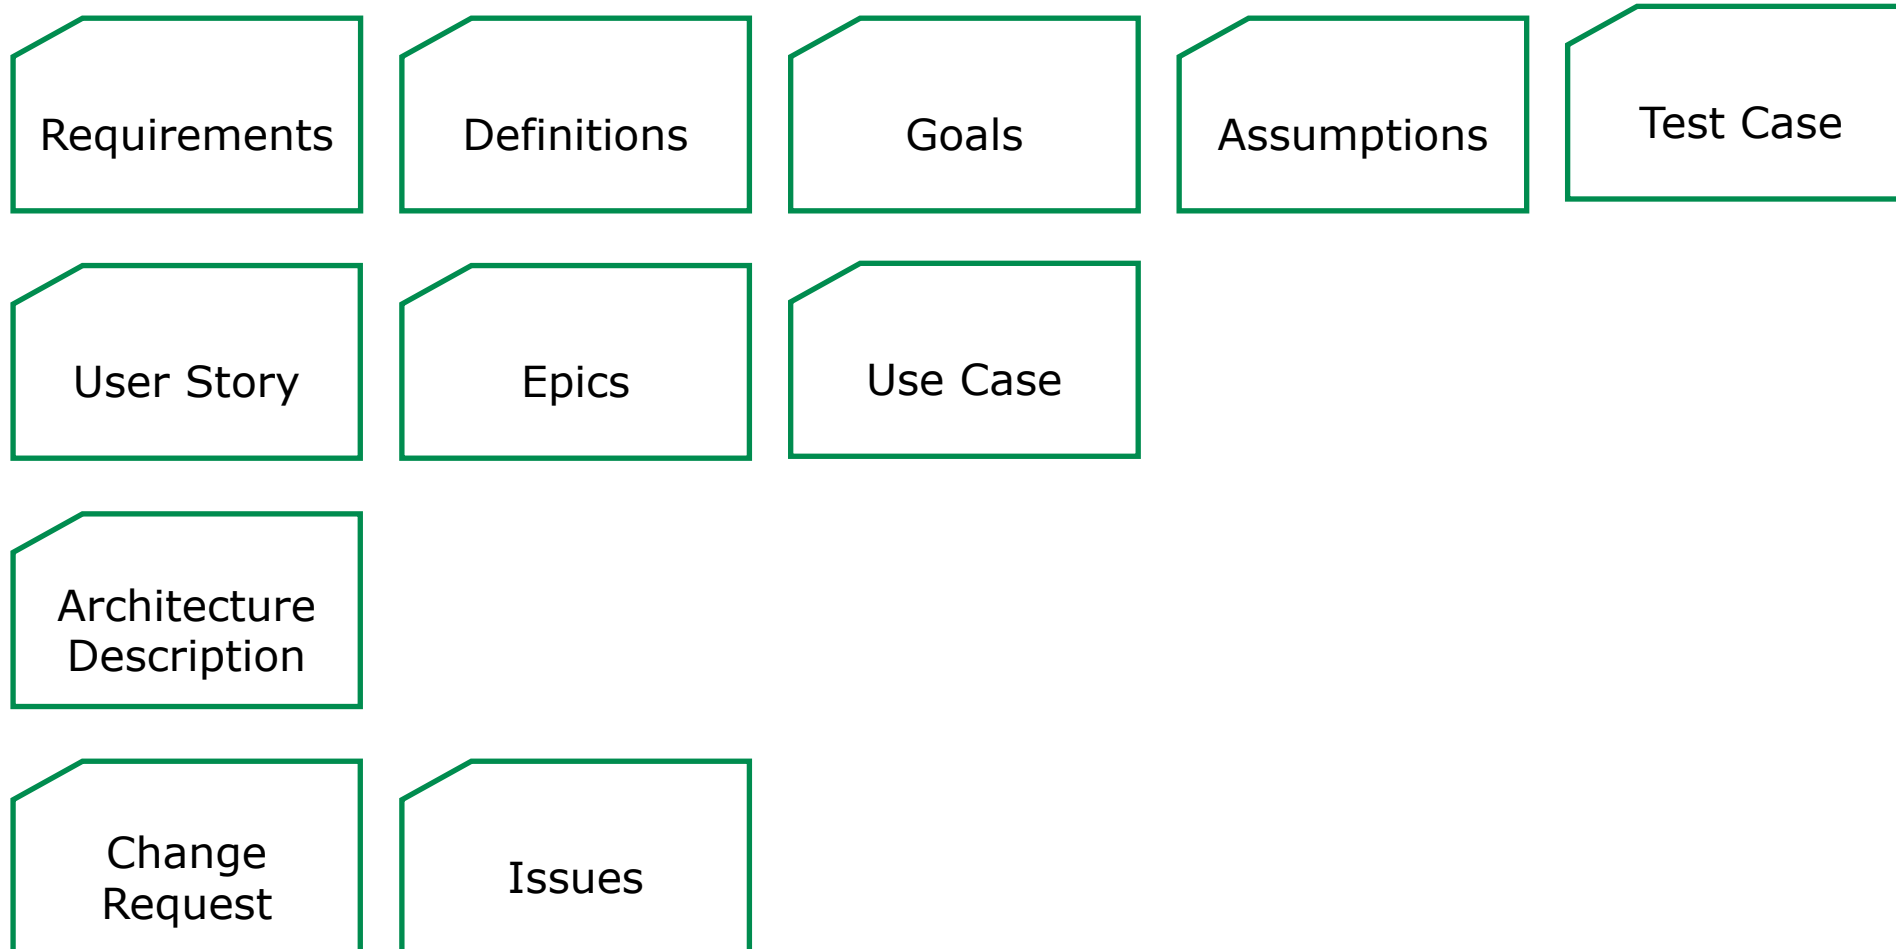 Requirements
Definitions
Goals
Assumptions
Test Case
User Story
Epics
Use Case
Architecture
Description
Change
Request
Issues